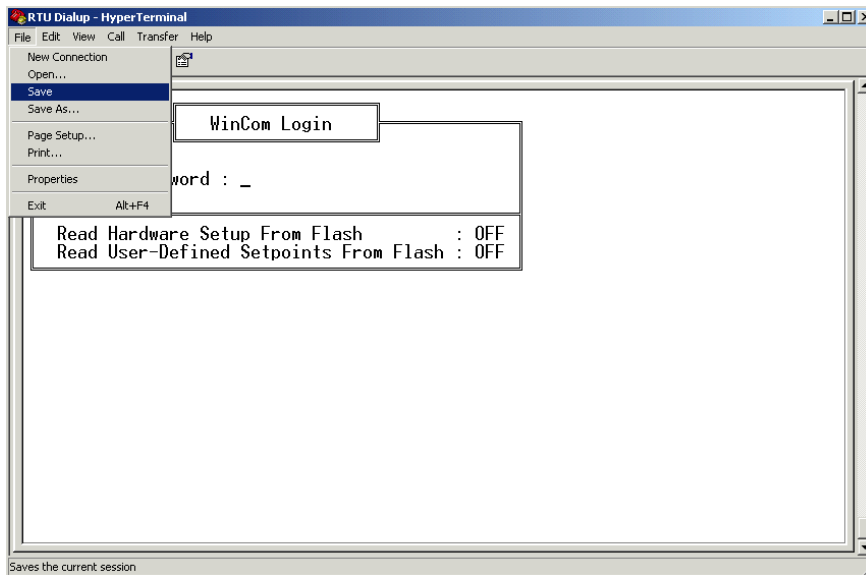 RTU Dialup - HyperTerminal
File Edit View Call Transfer Help
New Connection
Open...
Save
Save As...
Page Setup...
Print...
Properties
Exit Alt+F4
WinCom Login
word : _
Read Hardware Setup From Flash : OFF
Read User-Defined Setpoints From Flash : OFF
Saves the current session